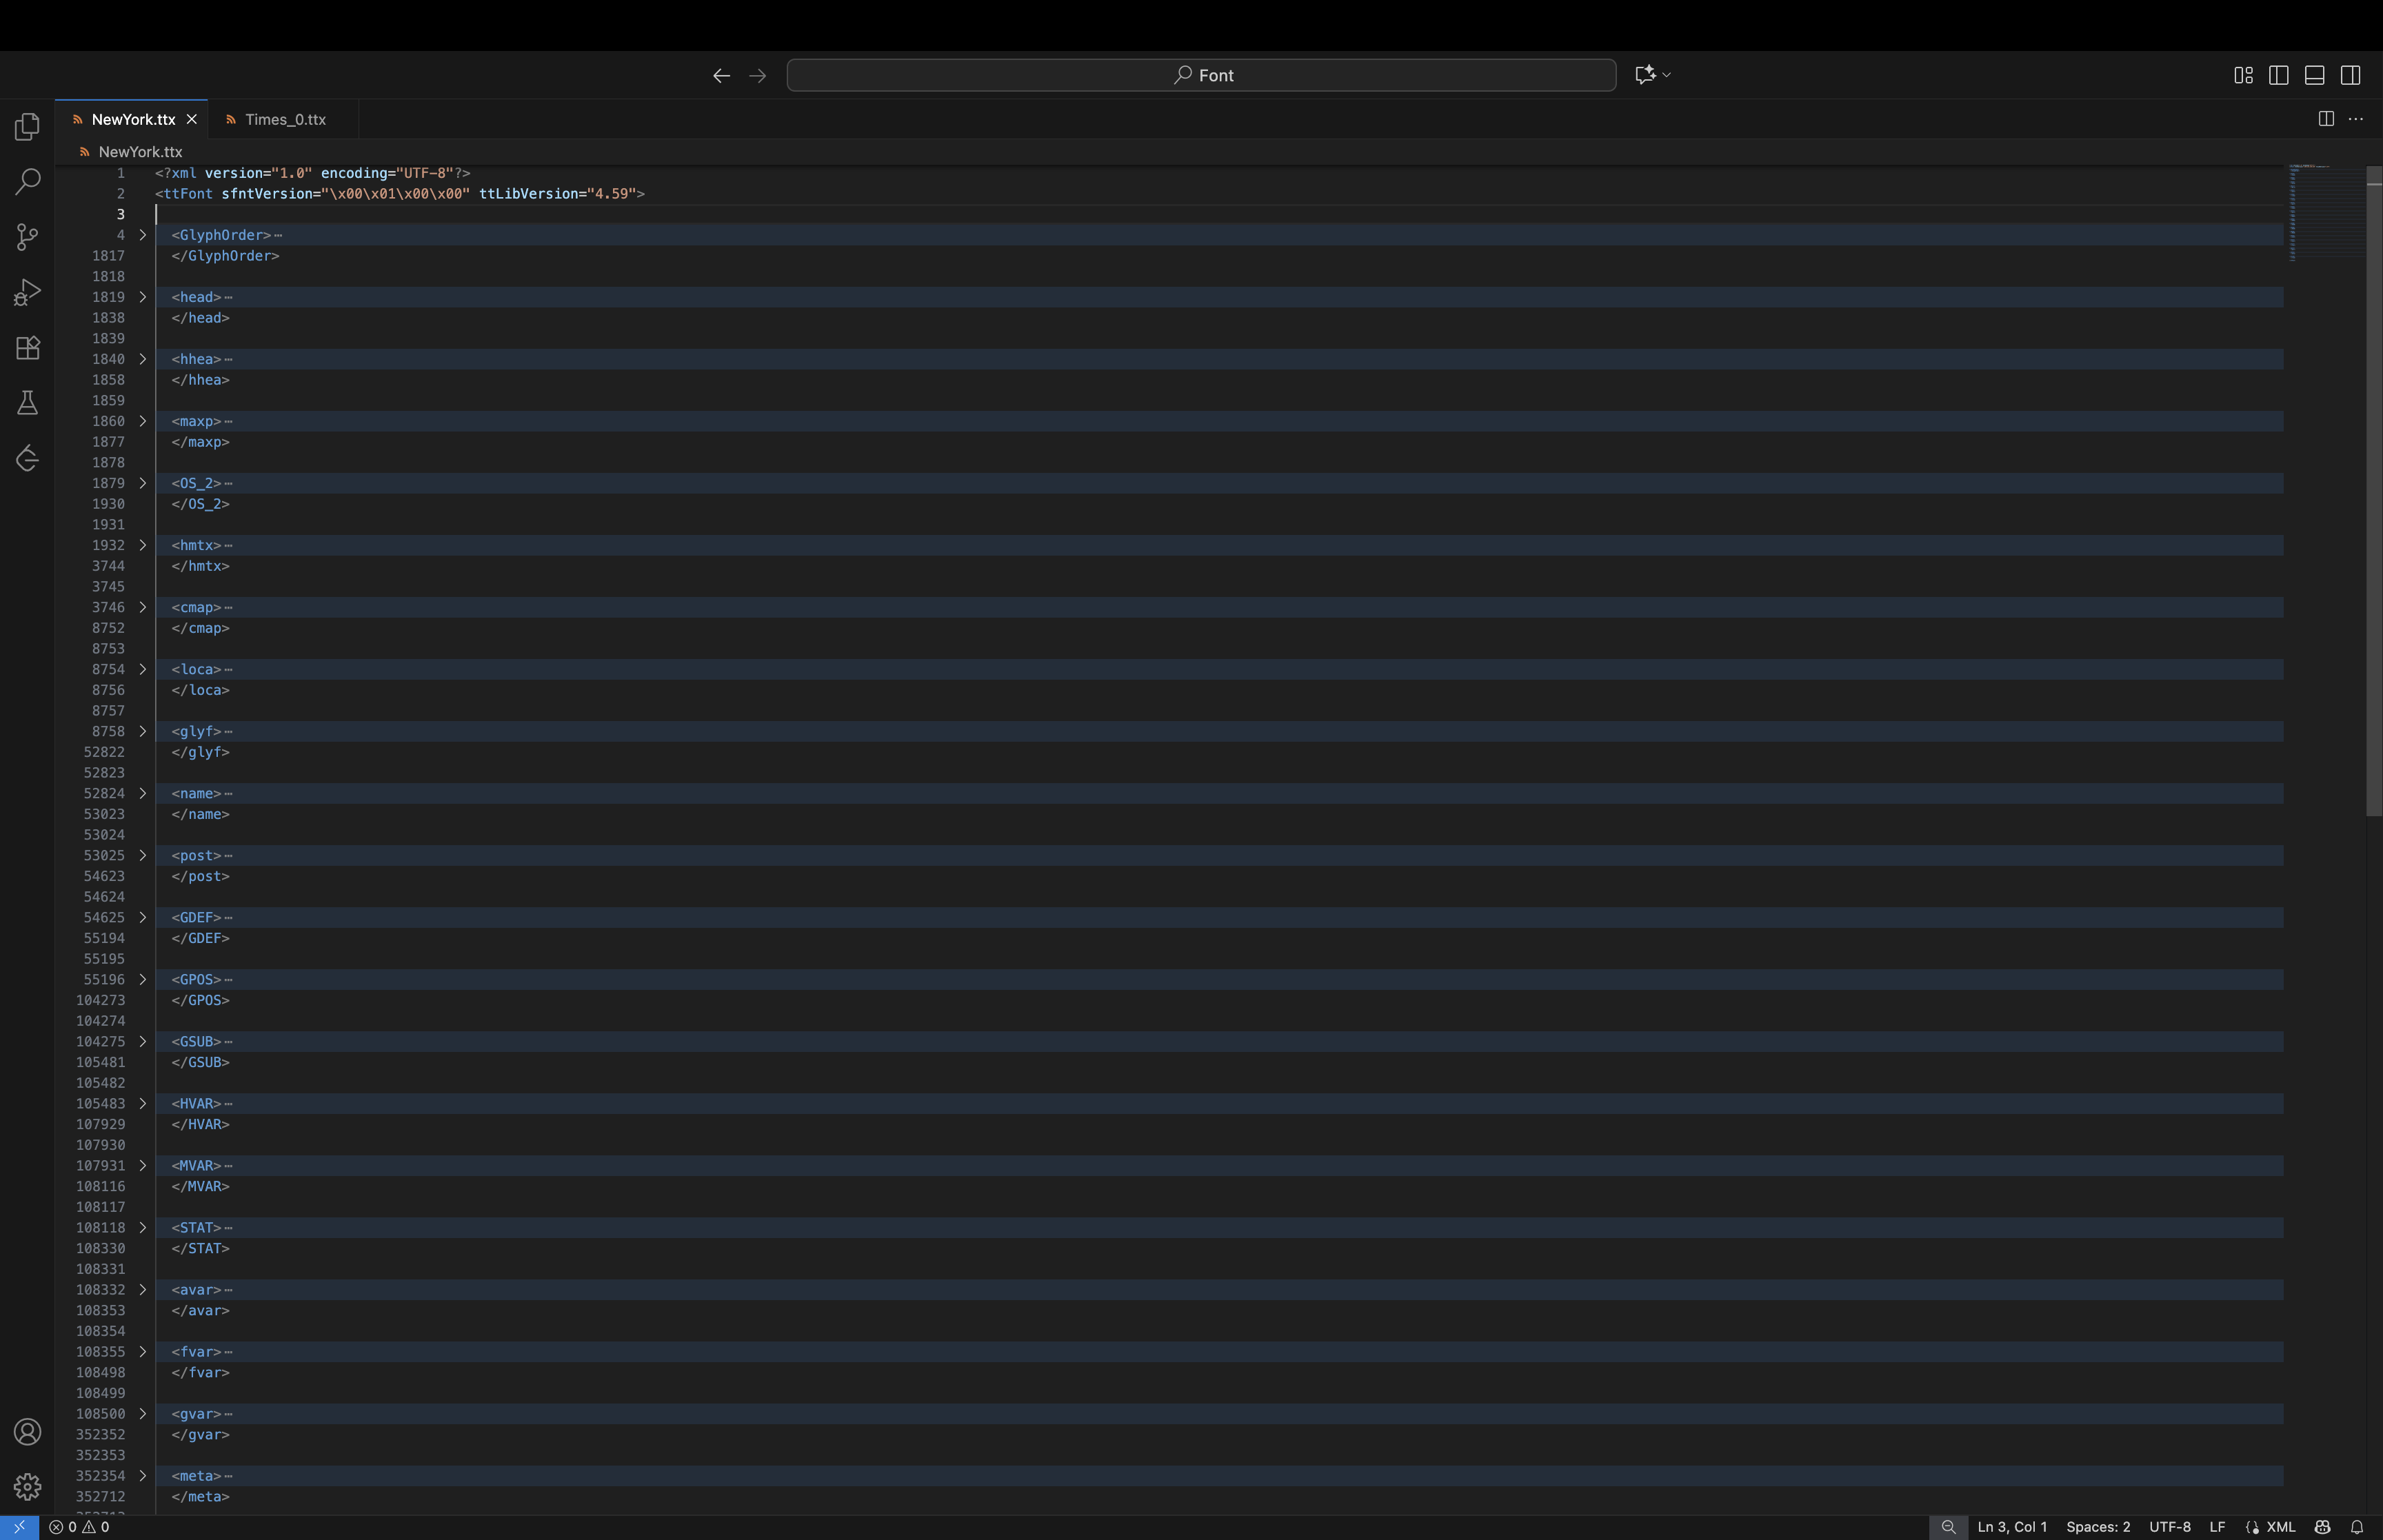 Font
NewYork.ttx
Times_0.ttx
NewYork.ttx
1 <?xml version="1.0" encoding="UTF-8"?>
2 <ttFont sfntVersion="\x00\x01\x00\x00" ttLibVersion="4.59">
3
4 <GlyphOrder>⋯
1817 </GlyphOrder>
1818
1819 <head>⋯
1838 </head>
1839
1840 <hhea>⋯
1858 </hhea>
1859
1860 <maxp>⋯
1877 </maxp>
1878
1879 <OS_2>⋯
1930 </OS_2>
1931
1932 <hmtx>⋯
3744 </hmtx>
3745
3746 <cmap>⋯
8752 </cmap>
8753
8754 <loca>⋯
8756 </loca>
8757
8758 <glyf>⋯
52822 </glyf>
52823
52824 <name>⋯
53023 </name>
53024
53025 <post>⋯
54623 </post>
54624
54625 <GDEF>⋯
55194 </GDEF>
55195
55196 <GPOS>⋯
104273 </GPOS>
104274
104275 <GSUB>⋯
105481 </GSUB>
105482
105483 <HVAR>⋯
107929 </HVAR>
107930
107931 <MVAR>⋯
108116 </MVAR>
108117
108118 <STAT>⋯
108330 </STAT>
108331
108332 <avar>⋯
108353 </avar>
108354
108355 <fvar>⋯
108498 </fvar>
108499
108500 <gvar>⋯
352352 </gvar>
352353
352354 <meta>⋯
352712 </meta>
0 0
Ln 3, Col 1 Spaces: 2 UTF-8 LF {} XML